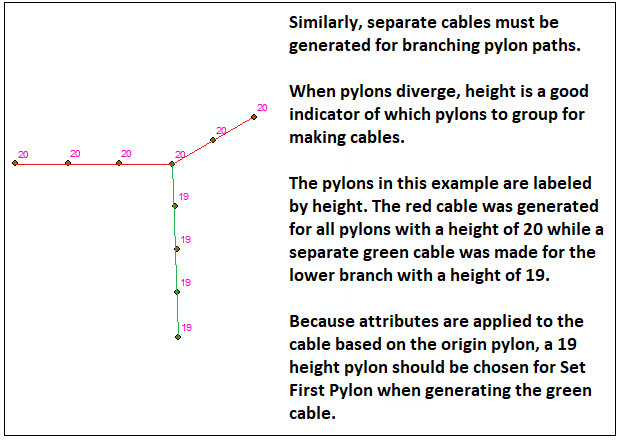 Similarly, separate cables must be
generated for branching pylon paths.
When pylons diverge, height is a good
indicator of which pylons to group for
making cables.
The pylons in this example are labeled
by height. The red cable was generated
for all pylons with a height of 20 while a
separate green cable was made for the
lower branch with a height of 19.
Because attributes are applied to the
cable based on the origin pylon, a 19
height pylon should be chosen for Set
First Pylon when generating the green
cable.
20
20
20
20
20
20
19
19
19
19